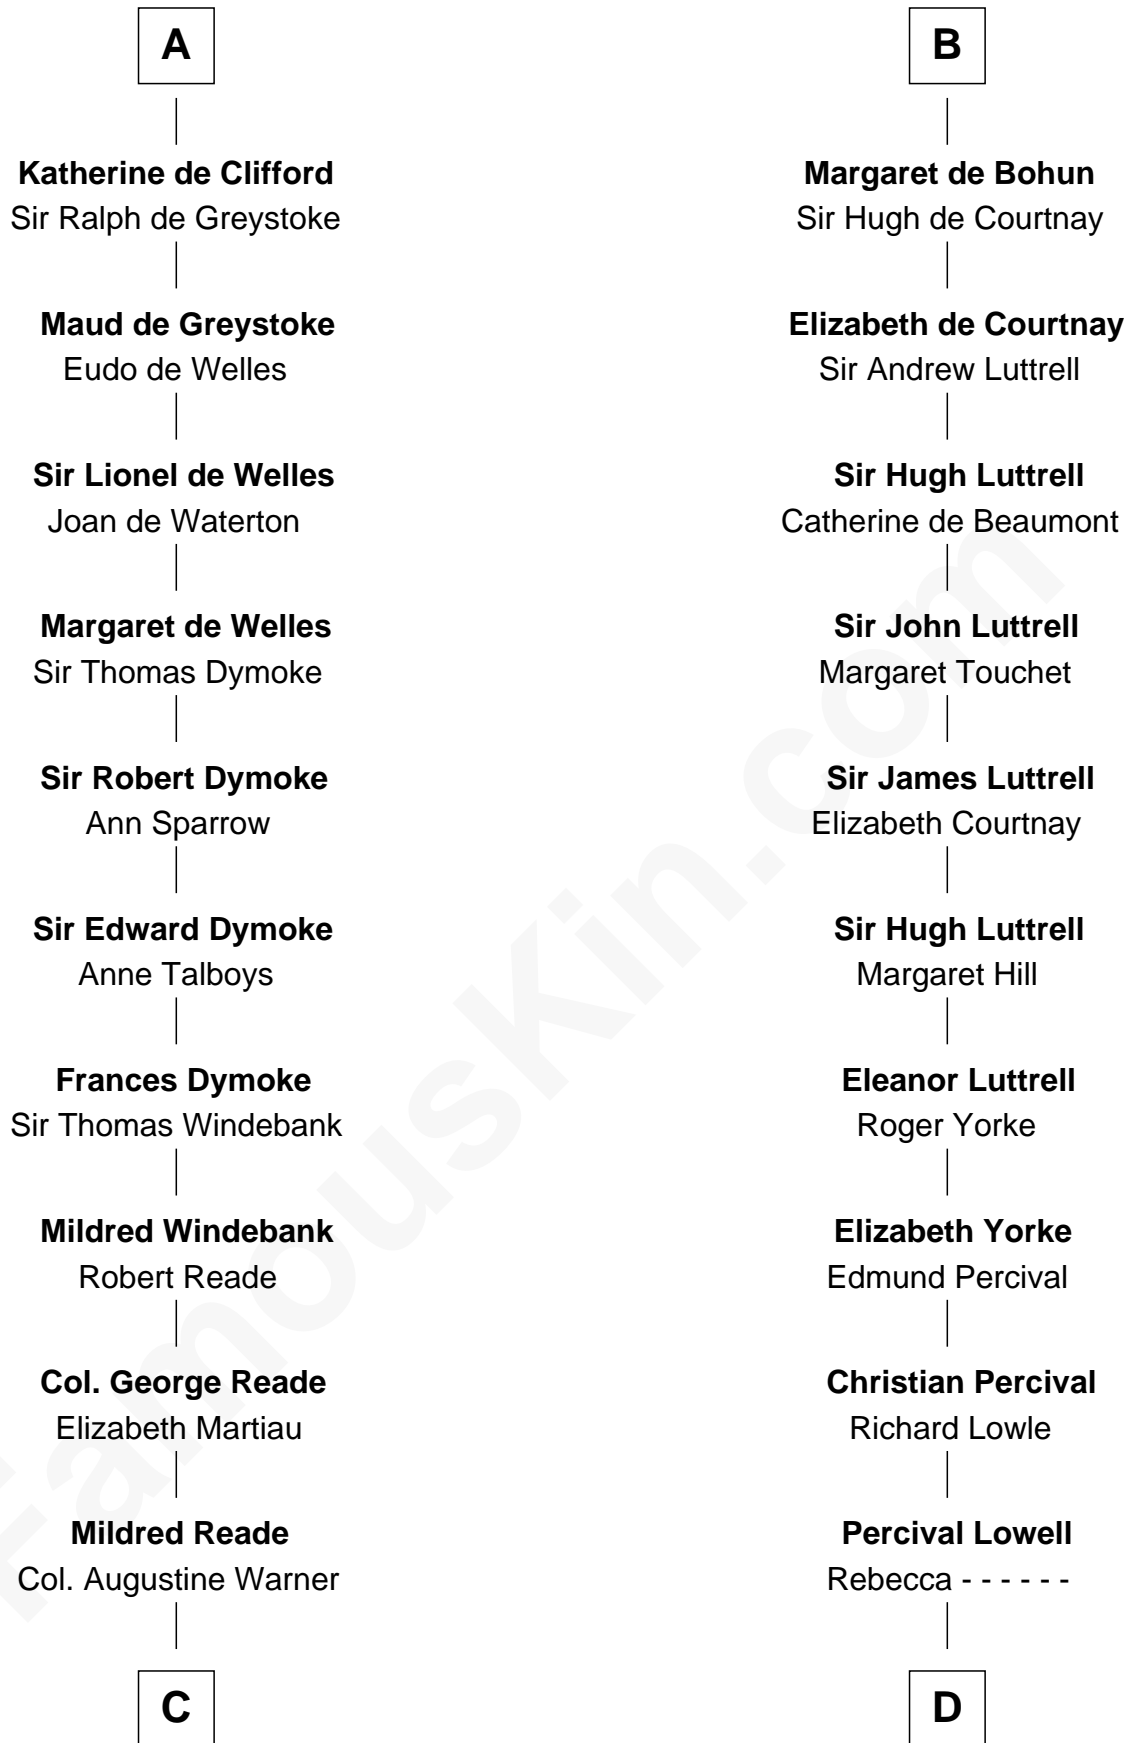 A
Katherine de Clifford
Sir Ralph de Greystoke
Maud de Greystoke
Eudo de Welles
Sir Lionel de Welles
Joan de Waterton
Margaret de Welles
Sir Thomas Dymoke
Sir Robert Dymoke
Ann Sparrow
Sir Edward Dymoke
Anne Talboys
Frances Dymoke
Sir Thomas Windebank
Mildred Windebank
Robert Reade
Col. George Reade
Elizabeth Martiau
Mildred Reade
Col. Augustine Warner
C
B
Margaret de Bohun
Sir Hugh de Courtnay
Elizabeth de Courtnay
Sir Andrew Luttrell
Sir Hugh Luttrell
Catherine de Beaumont
Sir John Luttrell
Margaret Touchet
Sir James Luttrell
Elizabeth Courtnay
Sir Hugh Luttrell
Margaret Hill
Eleanor Luttrell
Roger Yorke
Elizabeth Yorke
Edmund Percival
Christian Percival
Richard Lowle
Percival Lowell
Rebecca - - - - - -
D
FamousKin.com